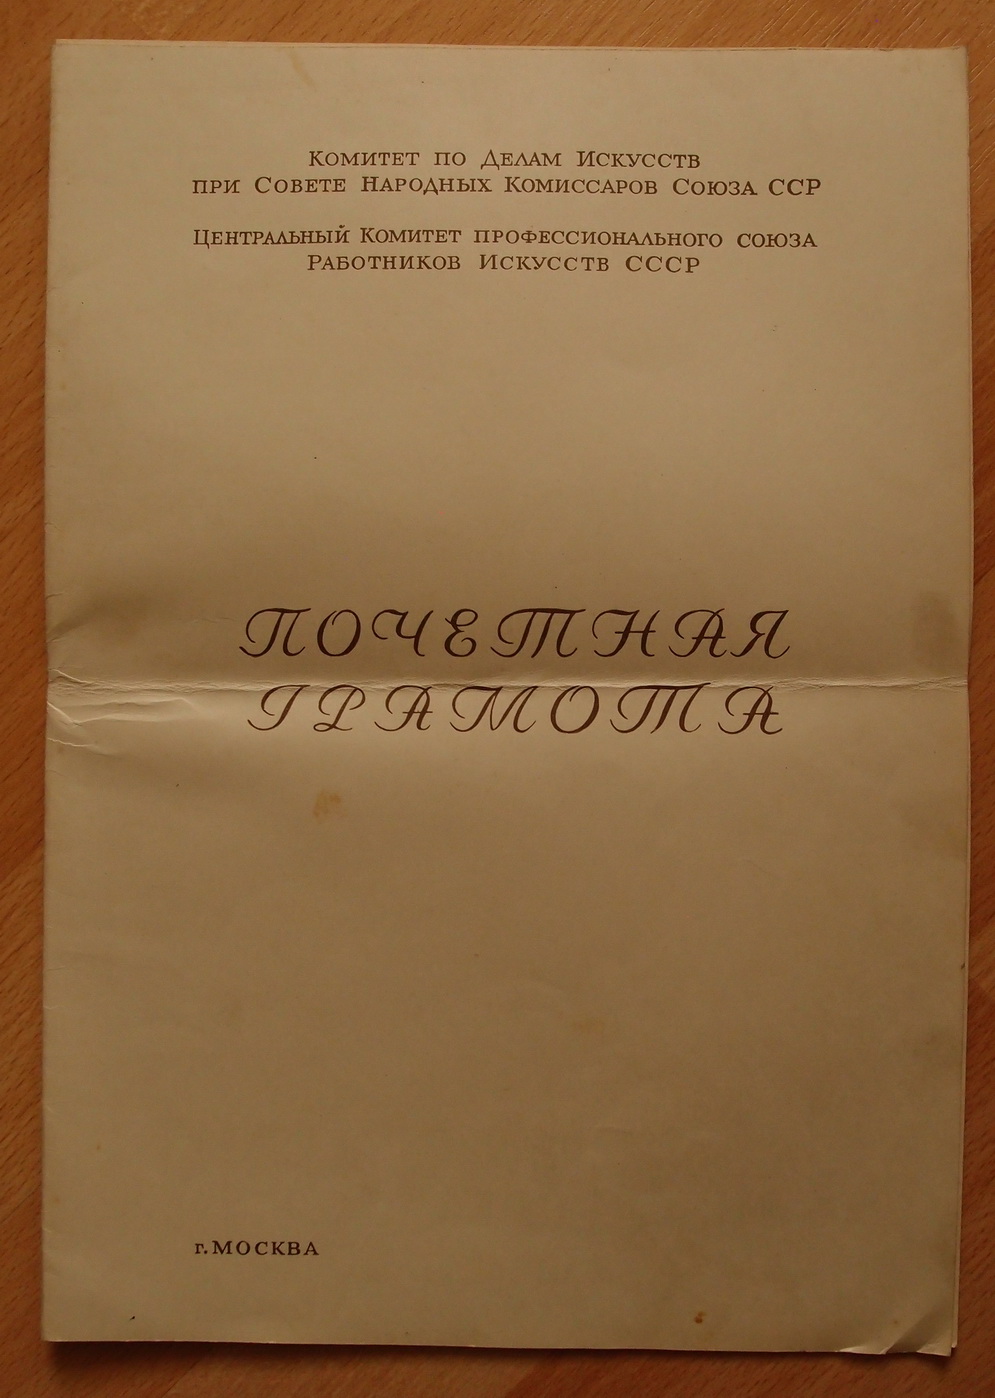 Комитет по Делам Искусств
при Совете Народных Комиссаров Союза ССР
Центральный Комитет профессионального союза
Работников Искусств СССР
ПОЧЕТНАЯ
ГРАМОТА
г. МОСКВА